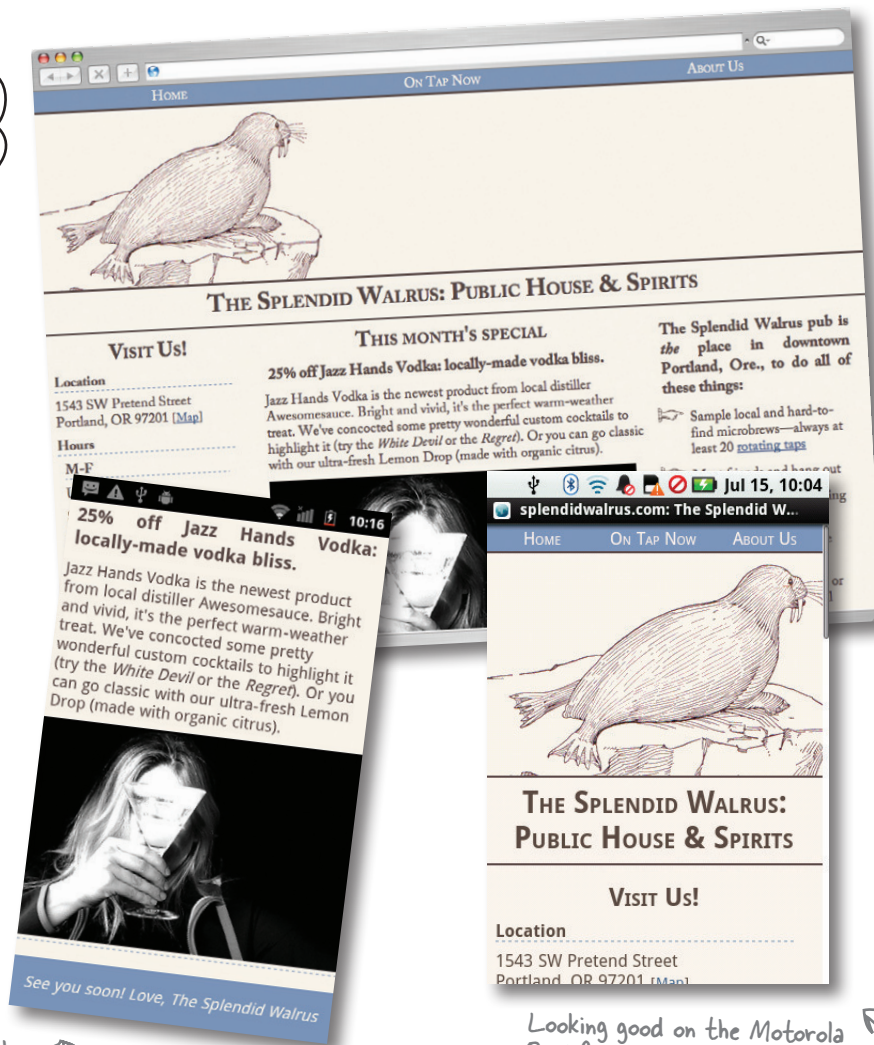 Home On Tap Now About Us
The Splendid Walrus: Public House & Spirits
Visit Us!
Location
1543 SW Pretend Street
Portland, OR 97201 [Map]
Hours
M-F
This month's special
25% off Jazz Hands Vodka: locally-made vodka bliss.
Jazz Hands Vodka is the newest product from local distiller
Awesomesauce. Bright and vivid, it's the perfect warm-weather
treat. We've concocted some pretty wonderful custom cocktails to
highlight it (try the White Devil or the Regret). Or you can go classic
with our ultra-fresh Lemon Drop (made with organic citrus).
The Splendid Walrus pub is
the place in downtown
Portland, Ore., to do all of
these things:
Sample local and hard-to-
find microbrews—always at
least 20 rotating taps
and hang out
or
10:16
25% off Jazz Hands Vodka:
locally-made vodka bliss.
Jazz Hands Vodka is the newest product
from local distiller Awesomesauce. Bright
and vivid, it's the perfect warm-weather
treat. We've concocted some pretty
wonderful custom cocktails to highlight it
(try the White Devil or the Regret). Or you
can go classic with our ultra-fresh Lemon
Drop (made with organic citrus).
See you soon! Love, The Splendid Walrus
Jul 15, 10:04
splendidwalrus.com: The Splendid W...
Home On Tap Now About Us
The Splendid Walrus:
Public House & Spirits
Visit Us!
Location
1543 SW Pretend Street
Portland, OR 97201 [Map]
Looking good on the Motorola